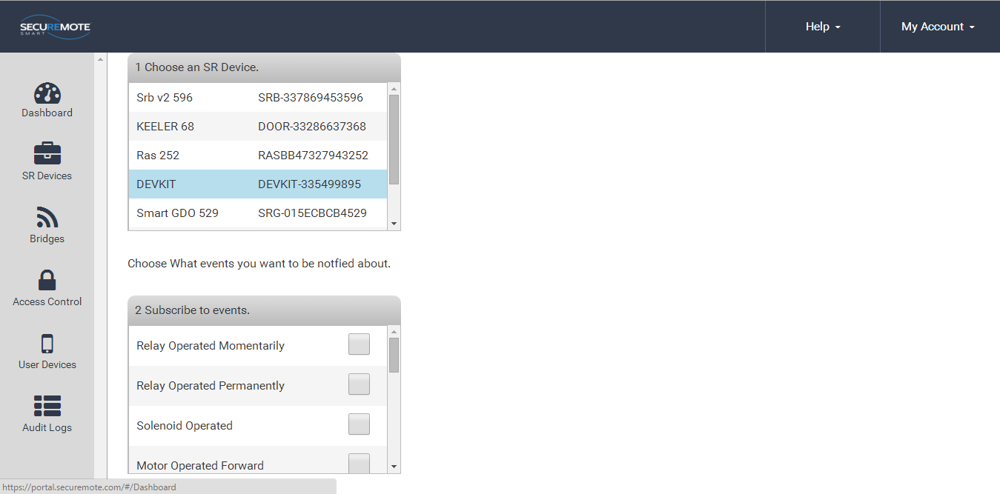 SECUREMOTE
SMART
Help
My Account
Dashboard
SR Devices
Bridges
Access Control
User Devices
Audit Logs
1 Choose an SR Device.
Srb v2 596 SRB-337869453596
KEELER 68 DOOR-33286637368
Ras 252 RASBB47327943252
DEVKIT DEVKIT-335499895
Smart GDO 529 SRG-015ECBCB4529
Choose What events you want to be notfied about.
2 Subscribe to events.
Relay Operated Momentarily
Relay Operated Permanently
Solenoid Operated
Motor Operated Forward
https://portal.securemote.com/#/Dashboard